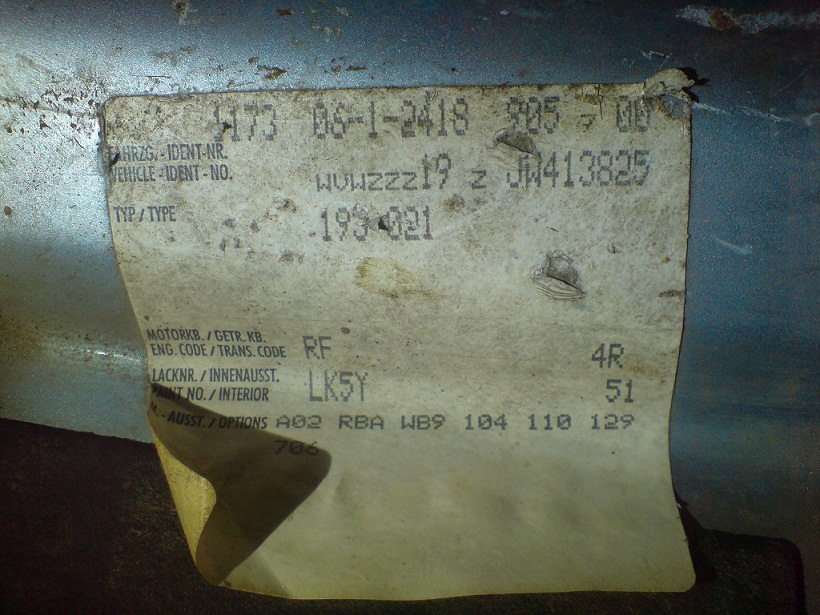 173 06-1-2418 905 00
FAHRZG.-IDENT-NR.
VEHICLE-IDENT-NO. WVWZZZ19 Z JW413825
TYP/TYPE 193 021
MOTORKB./GETR.KB.
ENG.CODE/TRANS.CODE RF 4R
LACKNR./INNENAUSST.
PAINT NO./INTERIOR LK5Y 51
M.-AUSST./OPTIONS A02 RBA WB9 104 110 129
706